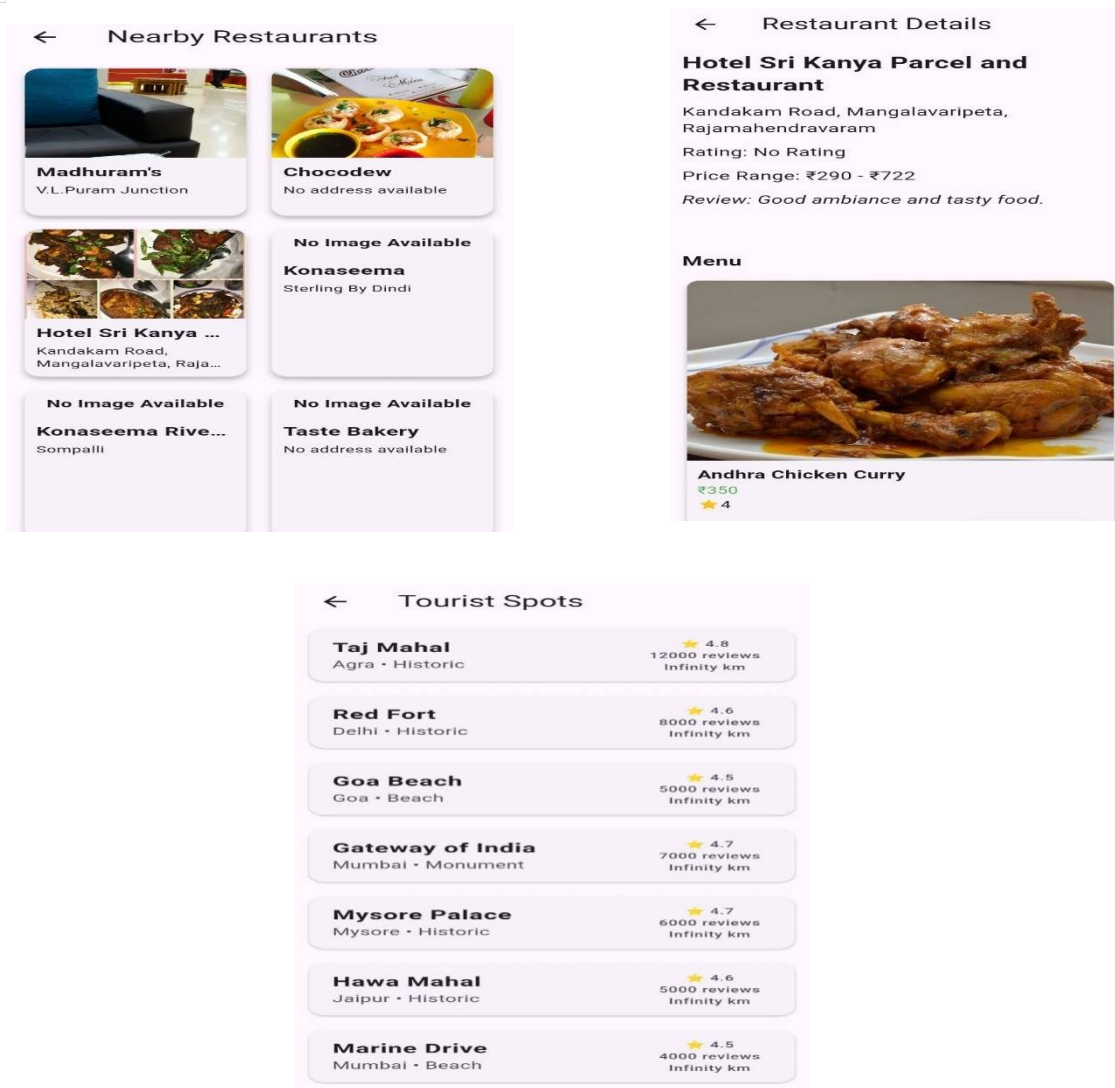 Nearby Restaurants
Madhuram's
V.L.Puram Junction
Chocodew
No address available
Hotel Sri Kanya ...
Kandakam Road,
Mangalavaripeta, Raja...
No Image Available
Konaseema
Sterling By Dindi
No Image Available
Konaseema Rive...
Sompalli
No Image Available
Taste Bakery
No address available
Restaurant Details
Hotel Sri Kanya Parcel and
Restaurant
Kandakam Road, Mangalavaripeta,
Rajamahendravaram
Rating: No Rating
Price Range: ₹290 - ₹722
Review: Good ambiance and tasty food.
Menu
Andhra Chicken Curry
₹350
4
Tourist Spots
Taj Mahal
Agra • Historic
4.8
12000 reviews
Infinity km
Red Fort
Delhi • Historic
4.6
8000 reviews
Infinity km
Goa Beach
Goa • Beach
4.5
5000 reviews
Infinity km
Gateway of India
Mumbai • Monument
4.7
7000 reviews
Infinity km
Mysore Palace
Mysore • Historic
4.7
6000 reviews
Infinity km
Hawa Mahal
Jaipur • Historic
4.6
5000 reviews
Infinity km
Marine Drive
Mumbai • Beach
4.5
4000 reviews
Infinity km